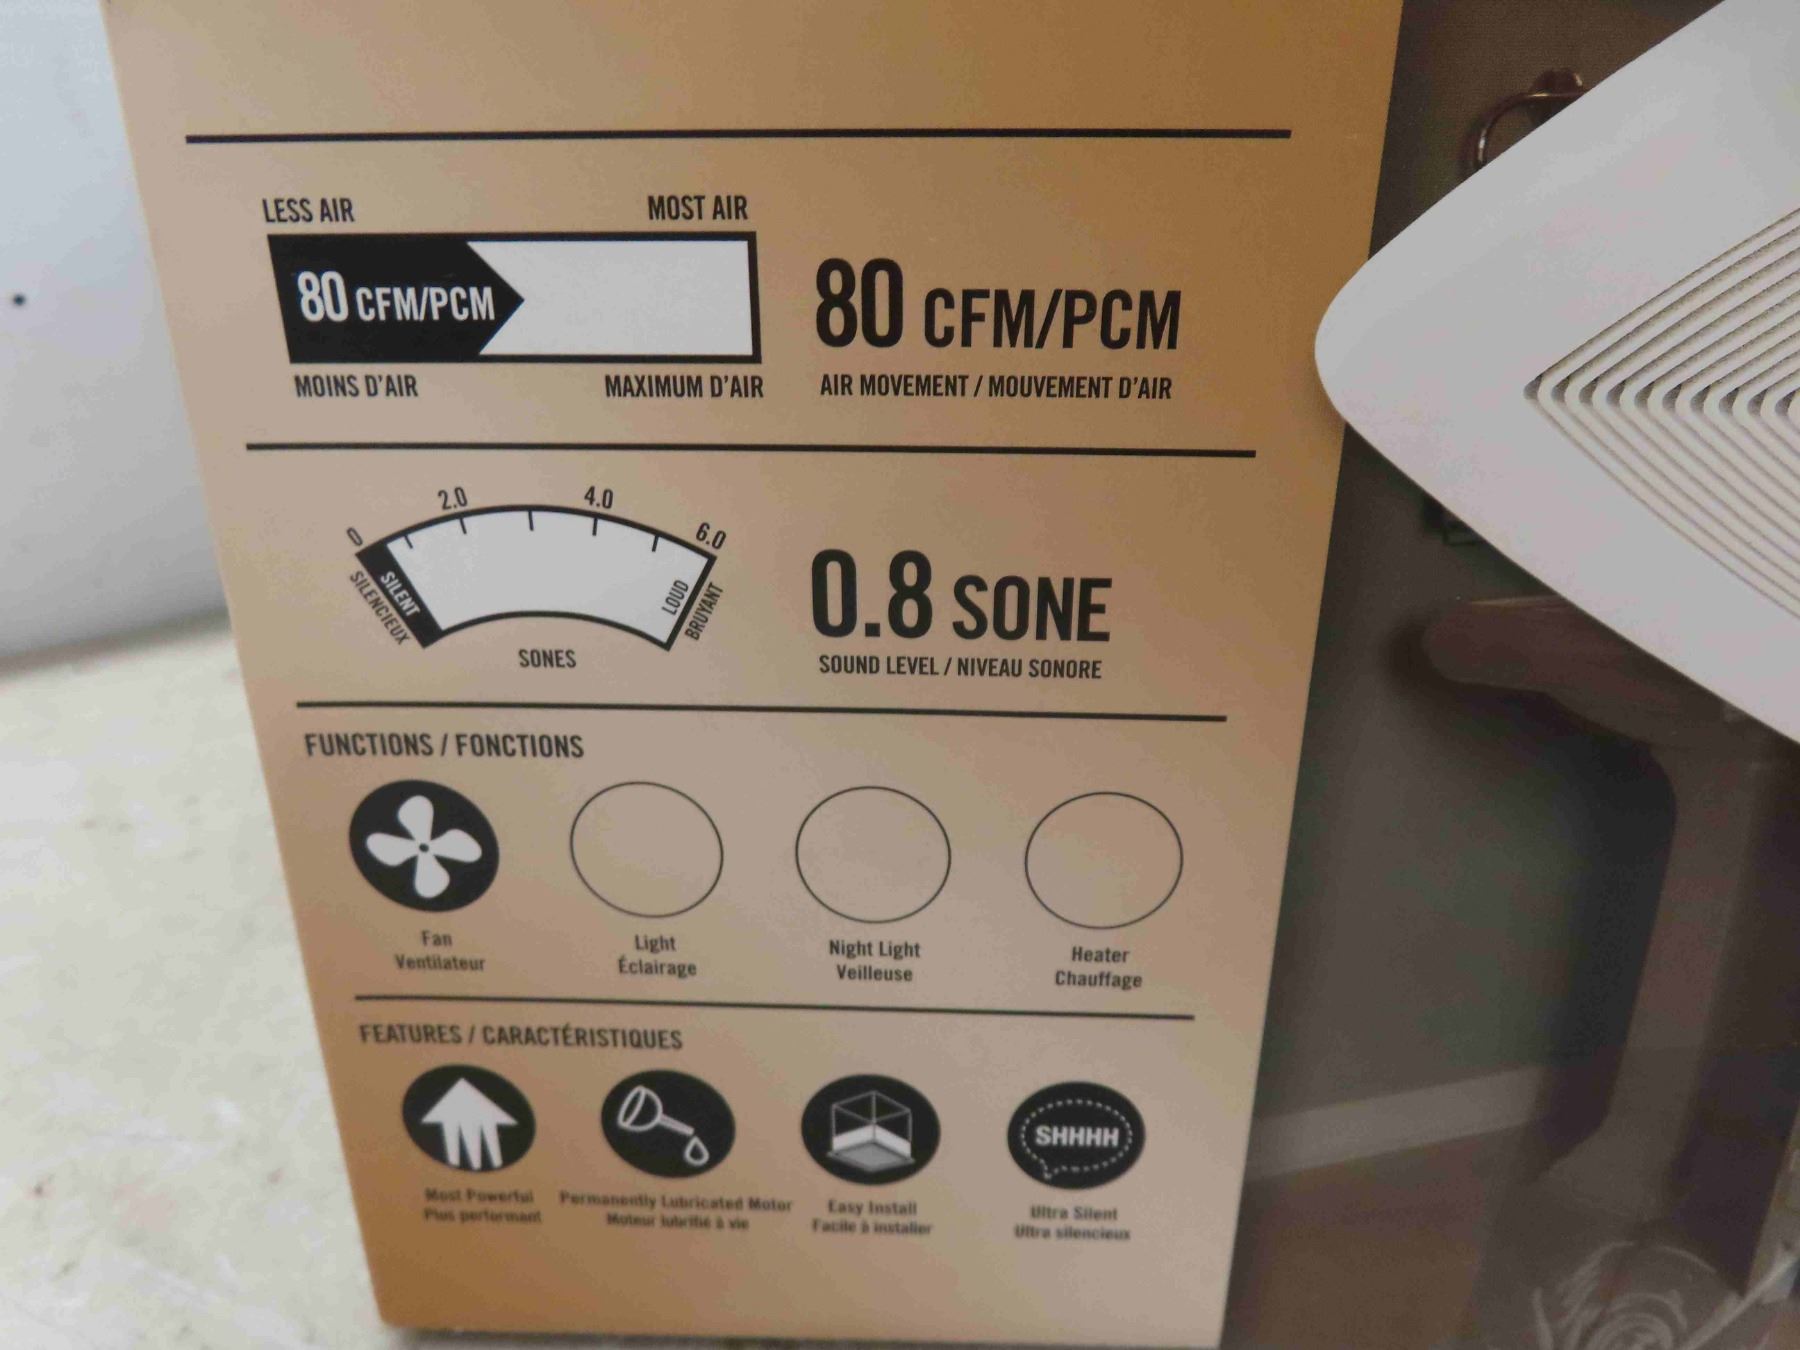 LESS AIR MOST AIR
80 CFM/PCM
MOINS D'AIR MAXIMUM D'AIR
80 CFM/PCM
AIR MOVEMENT / MOUVEMENT D'AIR
0 2.0 4.0 6.0
SILENT
SILENCIEUX
LOUD
BRUYANT
SONES
0.8 SONE
SOUND LEVEL / NIVEAU SONORE
FUNCTIONS / FONCTIONS
Fan
Ventilateur
Light
Éclairage
Night Light
Veilleuse
Heater
Chauffage
FEATURES / CARACTÉRISTIQUES
SHHHH
Most Powerful
Plus performant
Permanently Lubricated Motor
Moteur lubrifié à vie
Easy Install
Facile à installer
Ultra Silent
Ultra silencieux